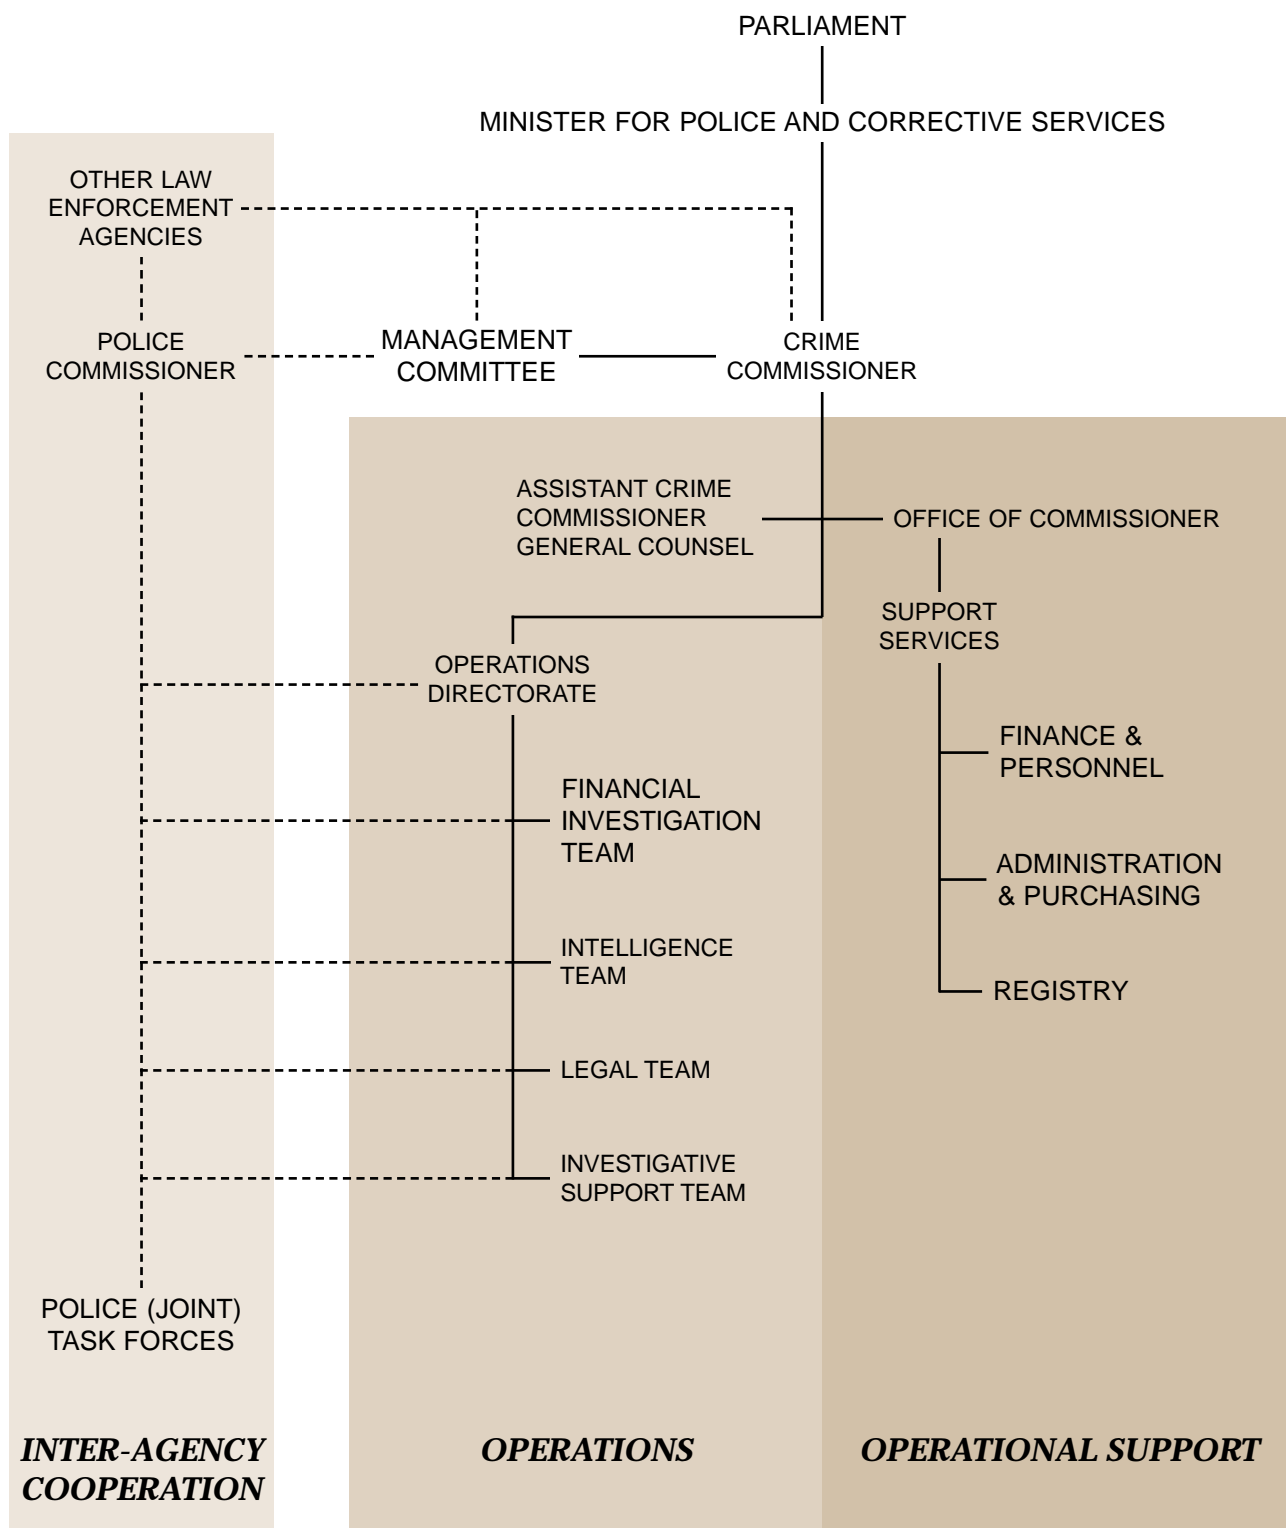 PARLIAMENT
MINISTER FOR POLICE AND CORRECTIVE SERVICES
OTHER LAW
ENFORCEMENT
AGENCIES
POLICE
COMMISSIONER
MANAGEMENT
COMMITTEE
CRIME
COMMISSIONER
ASSISTANT CRIME
COMMISSIONER
GENERAL COUNSEL
OFFICE OF COMMISSIONER
SUPPORT
SERVICES
OPERATIONS
DIRECTORATE
FINANCE &
PERSONNEL
FINANCIAL
INVESTIGATION
TEAM
ADMINISTRATION
& PURCHASING
INTELLIGENCE
TEAM
REGISTRY
LEGAL TEAM
INVESTIGATIVE
SUPPORT TEAM
POLICE (JOINT)
TASK FORCES
INTER-AGENCY
COOPERATION
OPERATIONS
OPERATIONAL SUPPORT